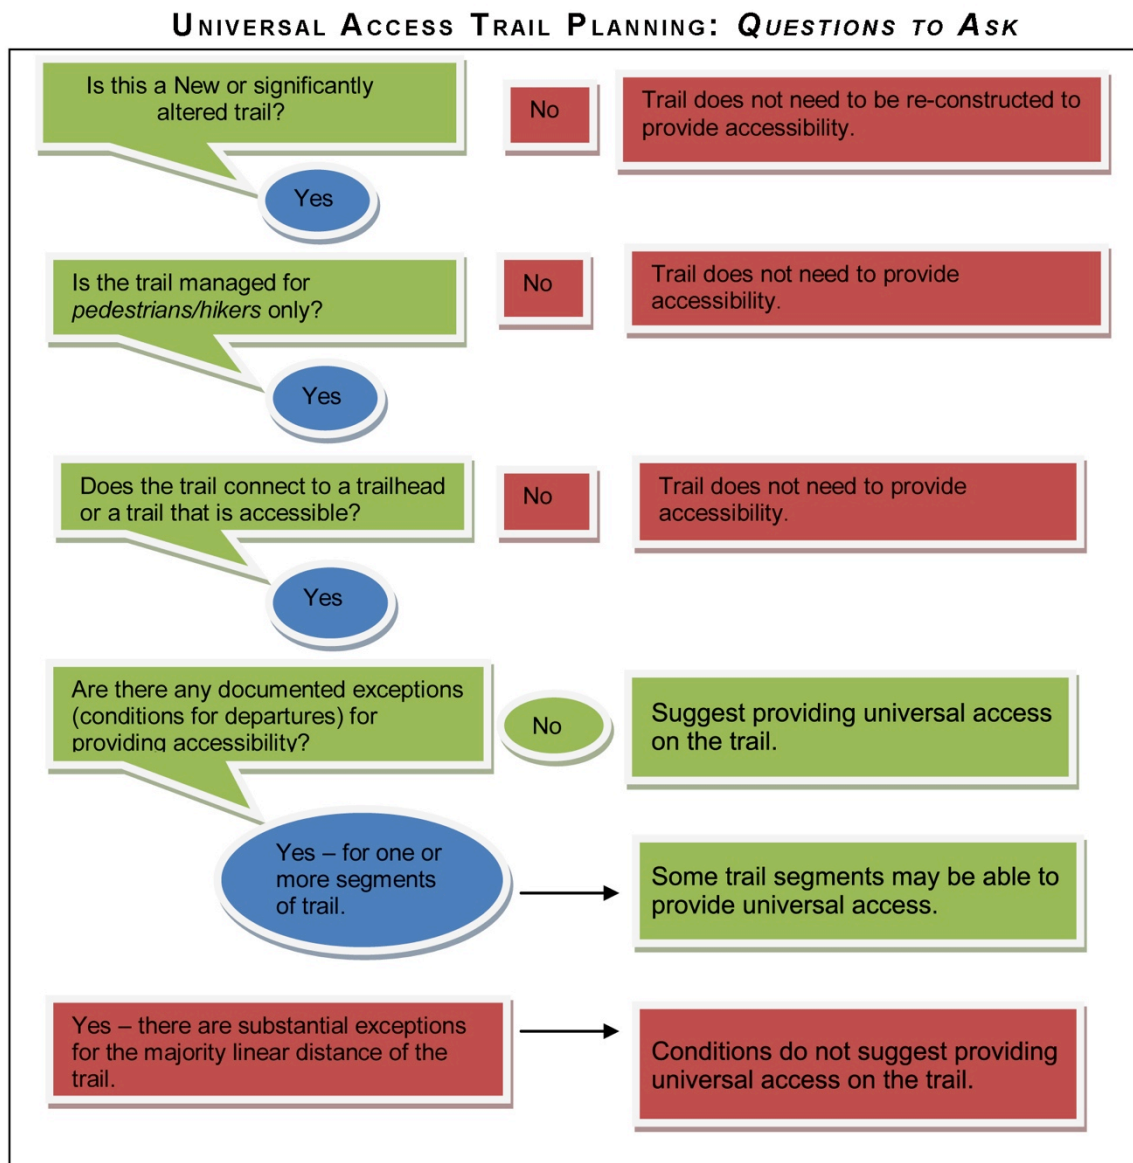 UNIVERSAL ACCESS TRAIL PLANNING: QUESTIONS TO ASK
Is this a New or significantly
altered trail?
No
Trail does not need to be re-constructed to
provide accessibility.
Yes
Is the trail managed for
pedestrians/hikers only?
No
Trail does not need to provide
accessibility.
Yes
Does the trail connect to a trailhead
or a trail that is accessible?
No
Trail does not need to provide
accessibility.
Yes
Are there any documented exceptions
(conditions for departures) for
providing accessibility?
No
Suggest providing universal access
on the trail.
Yes – for one or
more segments
of trail.
Some trail segments may be able to
provide universal access.
Yes – there are substantial exceptions
for the majority linear distance of the
trail.
Conditions do not suggest providing
universal access on the trail.